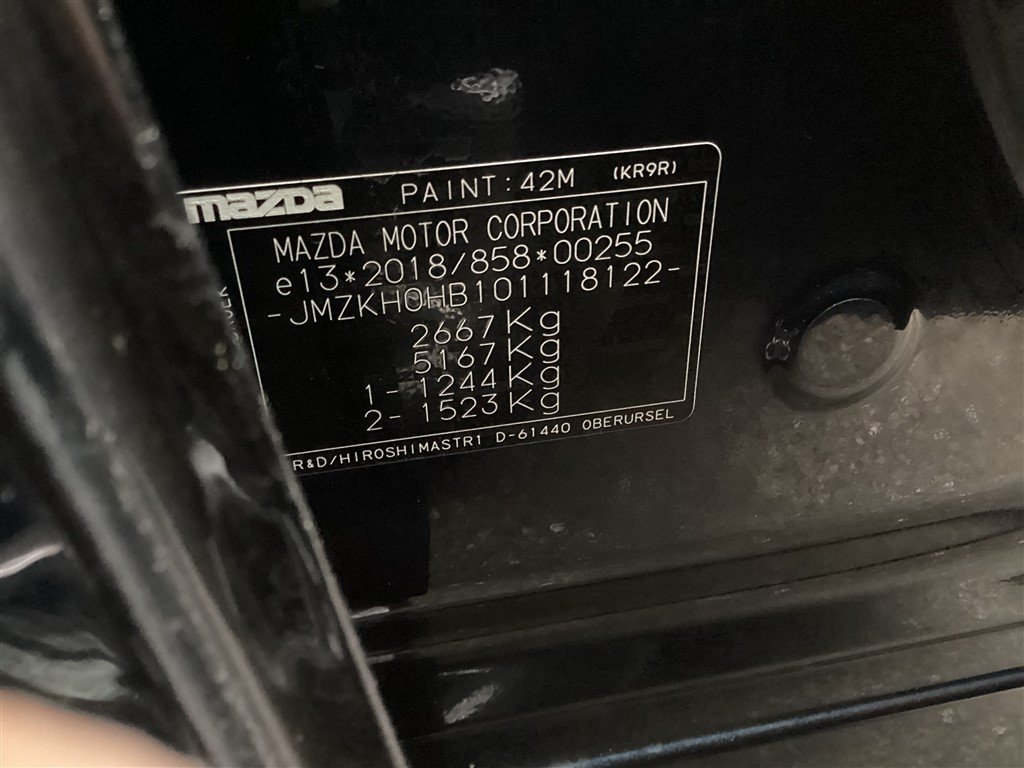 mazda PAINT:42M (KR9R)
MAZDA MOTOR CORPORATION
e13*2018/858*00255
-JMZKH0HB101118122-
2667Kg
5167Kg
1- 1244Kg
2- 1523Kg
R&D/HIROSHIMASTR1 D-61440 OBERURSEL